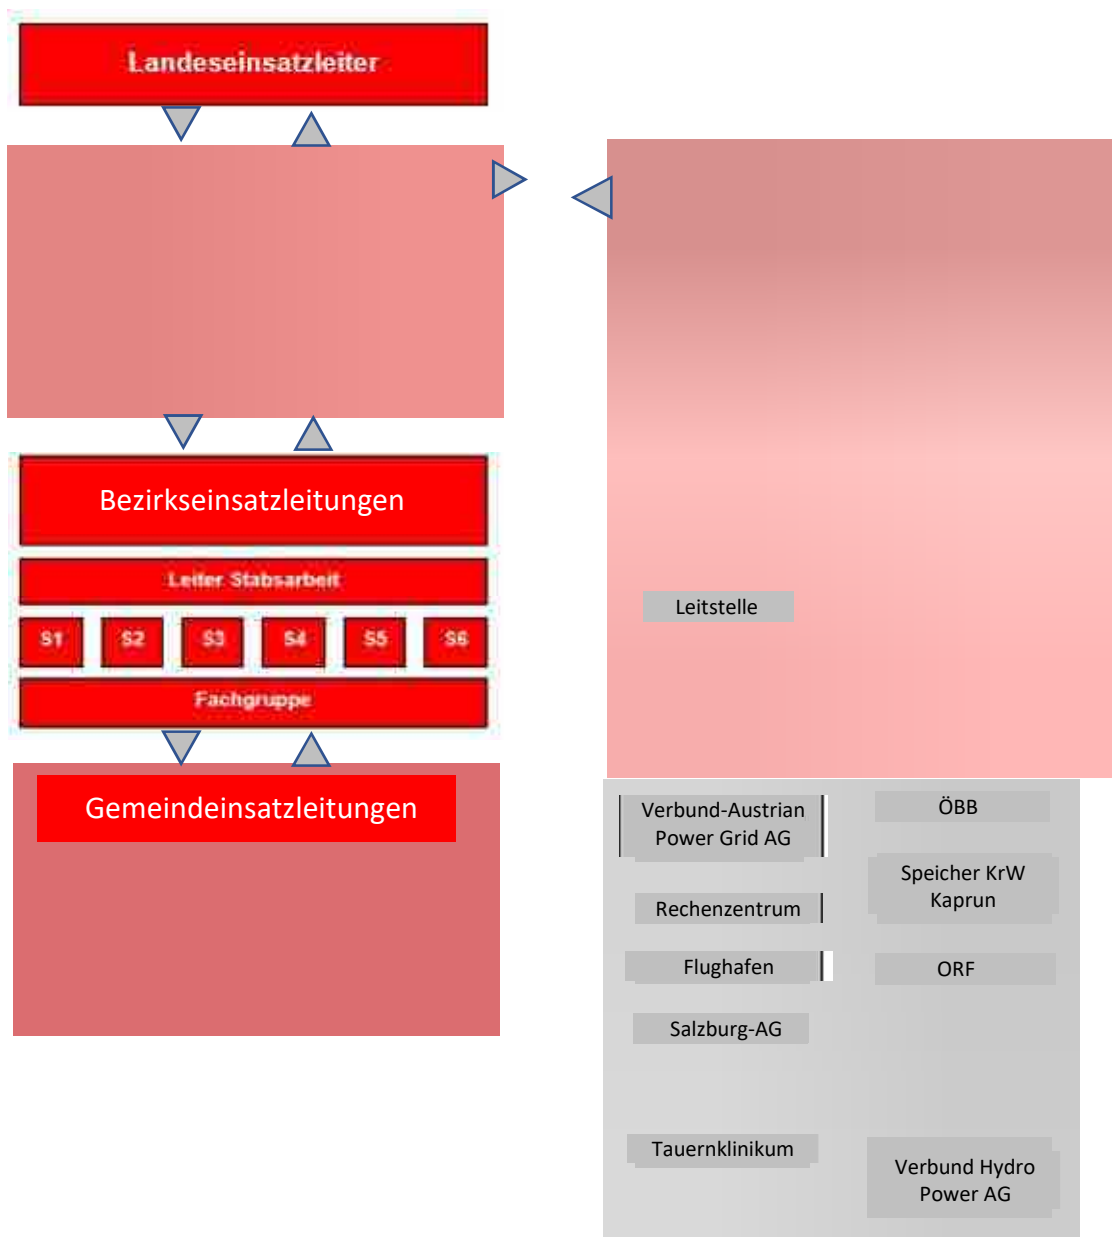 Landeseinsatzleiter
Bezirkseinsatzleitungen
Leiter Stabsarbeit
S1 S2 S3 S4 S5 S6
Fachgruppe
Gemeindeinsatzleitungen
Leitstelle
Verbund-Austrian
Power Grid AG
Rechenzentrum
Flughafen
Salzburg-AG
Tauernklinikum
ÖBB
Speicher KrW
Kaprun
ORF
Verbund Hydro
Power AG